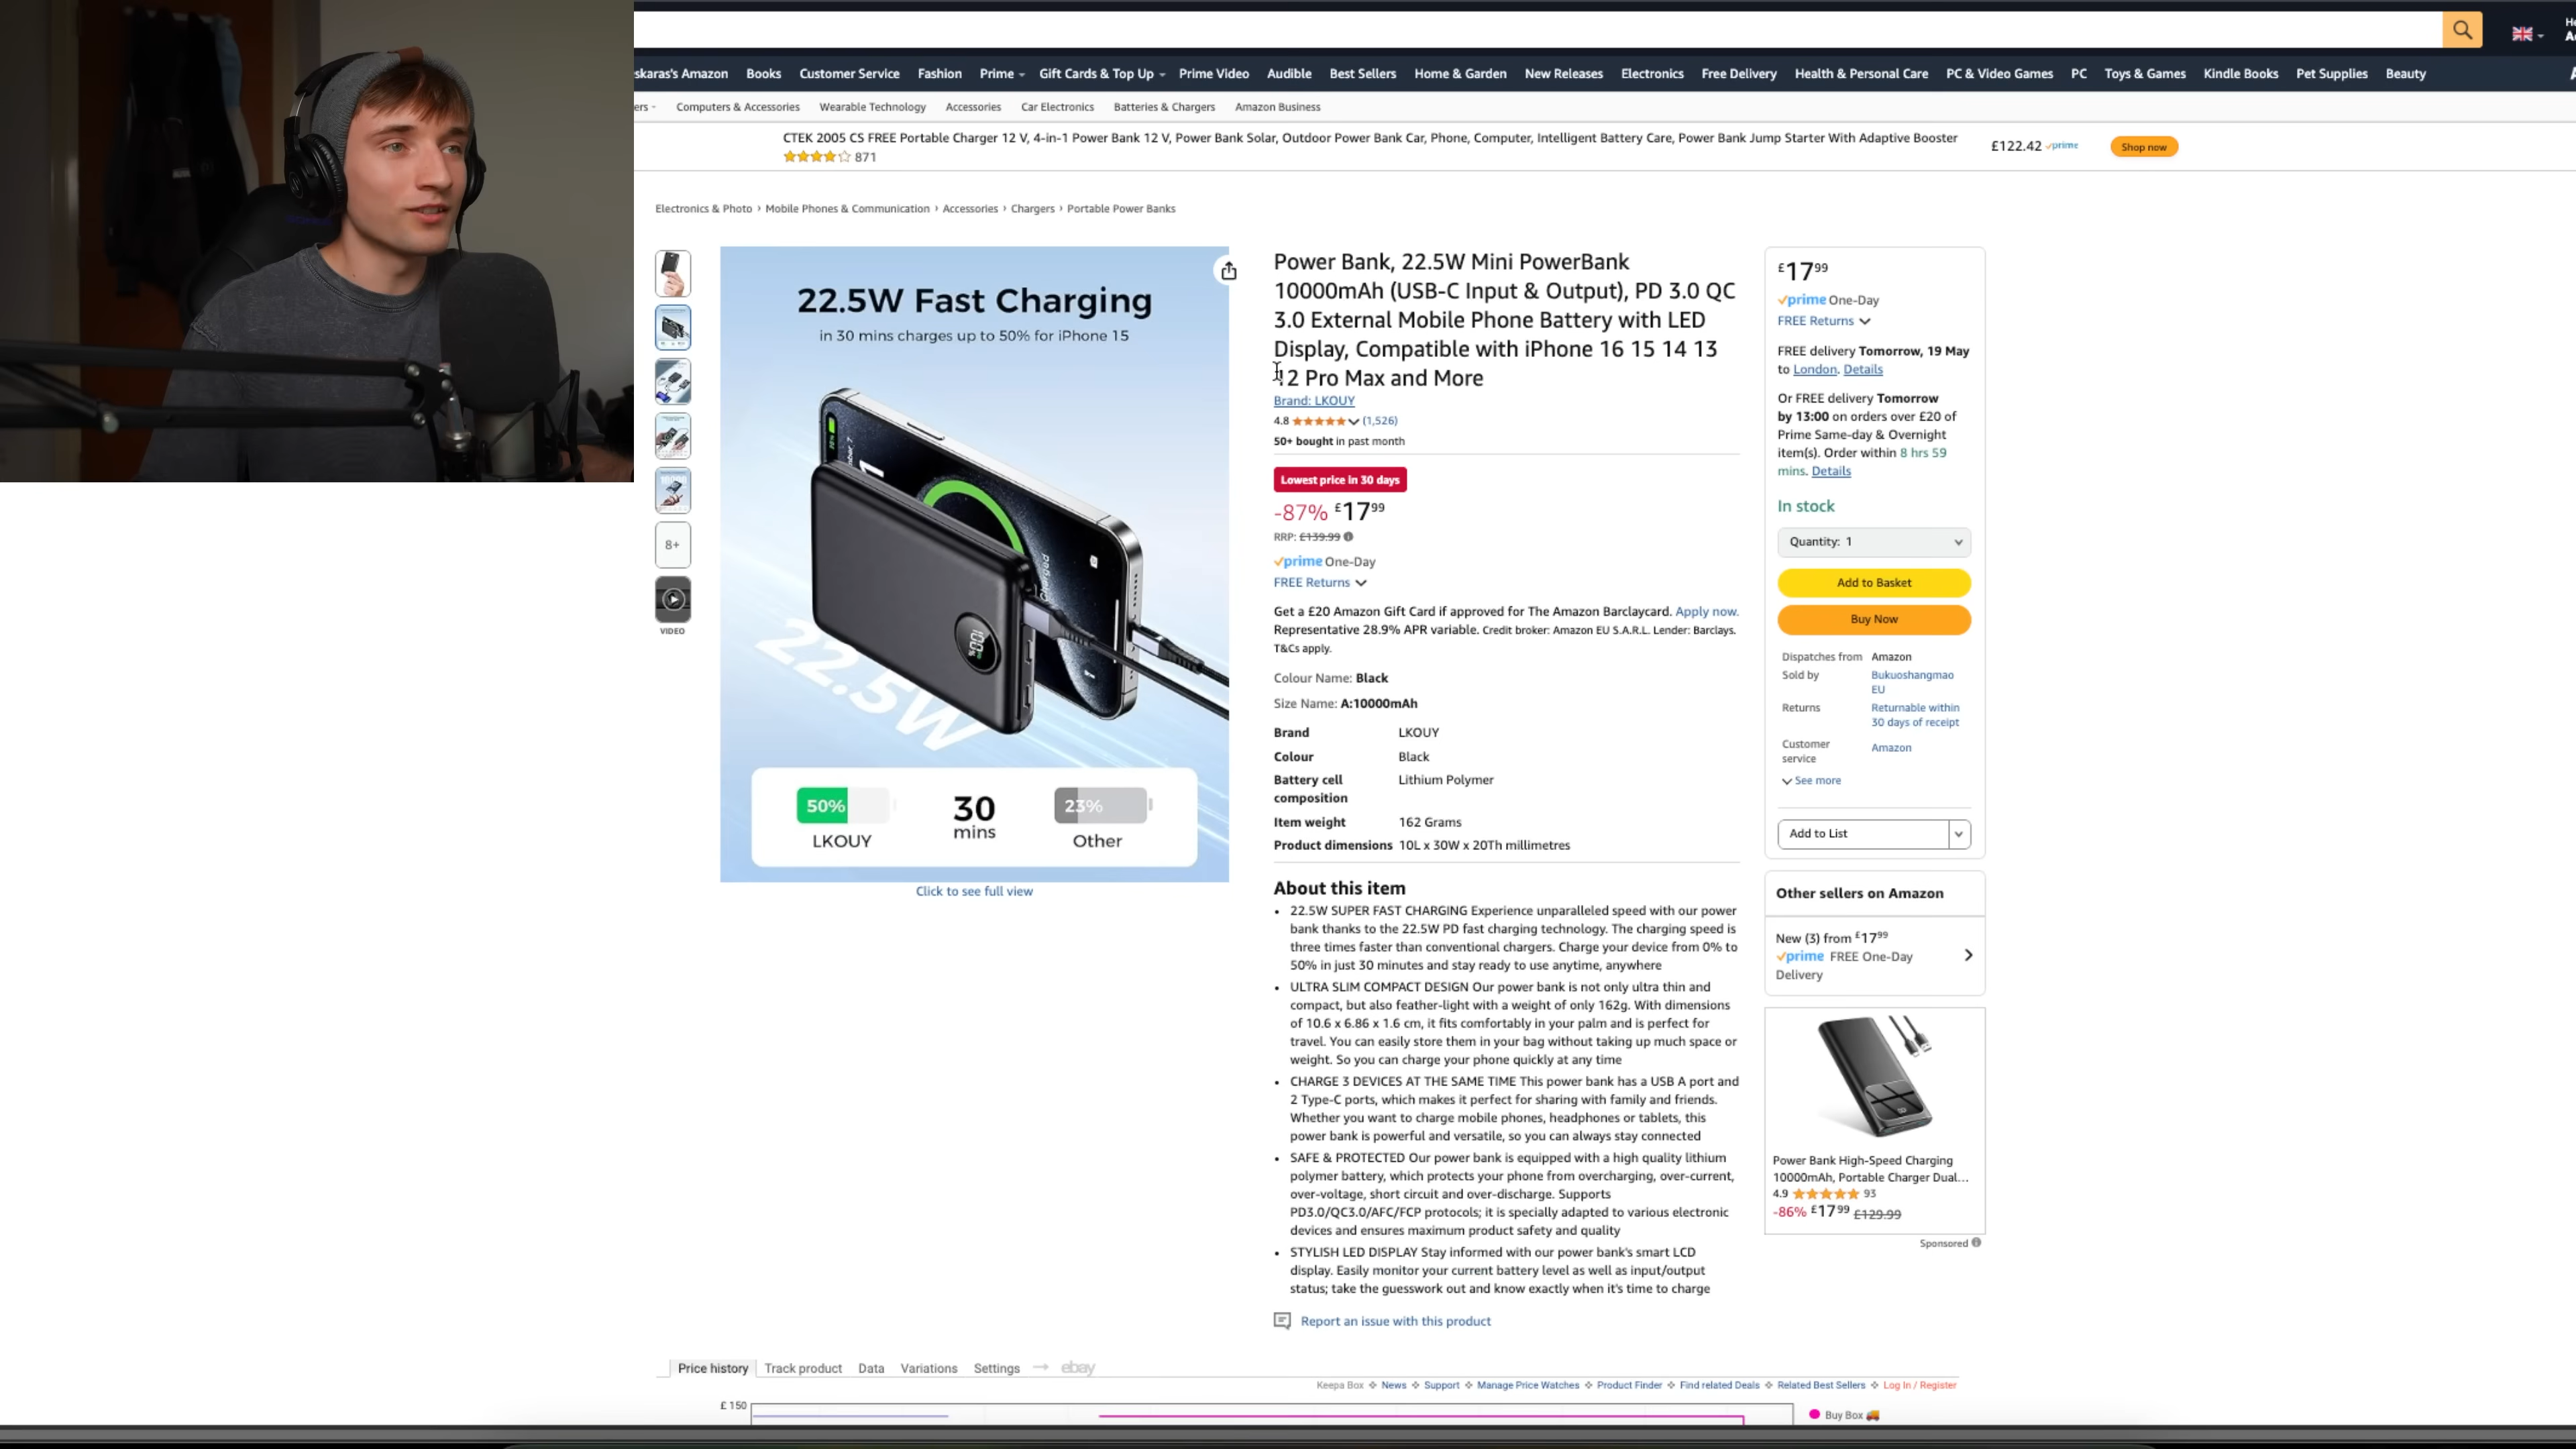 He
A
skaras's Amazon Books Customer Service Fashion Prime Gift Cards & Top Up Prime Video Audible Best Sellers Home & Garden New Releases Electronics Free Delivery Health & Personal Care PC & Video Games PC Toys & Games Kindle Books Pet Supplies Beauty
ers Computers & Accessories Wearable Technology Accessories Car Electronics Batteries & Chargers Amazon Business
CTEK 2005 CS FREE Portable Charger 12 V, 4-in-1 Power Bank 12 V, Power Bank Solar, Outdoor Power Bank Car, Phone, Computer, Intelligent Battery Care, Power Bank Jump Starter With Adaptive Booster
871
£122.42 prime
Shop now
Electronics & Photo › Mobile Phones & Communication › Accessories › Chargers › Portable Power Banks
8+
VIDEO
22.5W Fast Charging
in 30 mins charges up to 50% for iPhone 15
100%
22.5W
50% 30 23%
LKOUY mins Other
Click to see full view
Power Bank, 22.5W Mini PowerBank
10000mAh (USB-C Input & Output), PD 3.0 QC
3.0 External Mobile Phone Battery with LED
Display, Compatible with iPhone 16 15 14 13
12 Pro Max and More
Brand: LKOUY
4.8 (1,526)
50+ bought in past month
Lowest price in 30 days
-87% £17⁹⁹
RRP: £139.99
prime One-Day
FREE Returns
Get a £20 Amazon Gift Card if approved for The Amazon Barclaycard. Apply now.
Representative 28.9% APR variable. Credit broker: Amazon EU S.A.R.L. Lender: Barclays.
T&Cs apply.
Colour Name: Black
Size Name: A:10000mAh
Brand LKOUY
Colour Black
Battery cell Lithium Polymer
composition
Item weight 162 Grams
Product dimensions 10L x 30W x 20Th millimetres
About this item
• 22.5W SUPER FAST CHARGING Experience unparalleled speed with our power
bank thanks to the 22.5W PD fast charging technology. The charging speed is
three times faster than conventional chargers. Charge your device from 0% to
50% in just 30 minutes and stay ready to use anytime, anywhere
• ULTRA SLIM COMPACT DESIGN Our power bank is not only ultra thin and
compact, but also feather-light with a weight of only 162g. With dimensions
of 10.6 x 6.86 x 1.6 cm, it fits comfortably in your palm and is perfect for
travel. You can easily store them in your bag without taking up much space or
weight. So you can charge your phone quickly at any time
• CHARGE 3 DEVICES AT THE SAME TIME This power bank has a USB A port and
2 Type-C ports, which makes it perfect for sharing with family and friends.
Whether you want to charge mobile phones, headphones or tablets, this
power bank is powerful and versatile, so you can always stay connected
• SAFE & PROTECTED Our power bank is equipped with a high quality lithium
polymer battery, which protects your phone from overcharging, over-current,
over-voltage, short circuit and over-discharge. Supports
PD3.0/QC3.0/AFC/FCP protocols; it is specially adapted to various electronic
devices and ensures maximum product safety and quality
• STYLISH LED DISPLAY Stay informed with our power bank's smart LCD
display. Easily monitor your current battery level as well as input/output
status; take the guesswork out and know exactly when it's time to charge
Report an issue with this product
£17⁹⁹
prime One-Day
FREE Returns
FREE delivery Tomorrow, 19 May
to London. Details
Or FREE delivery Tomorrow
by 13:00 on orders over £20 of
Prime Same-day & Overnight
item(s). Order within 8 hrs 59
mins. Details
In stock
Quantity: 1
Add to Basket
Buy Now
Dispatches from Amazon
Sold by Bukuoshangmao
EU
Returns Returnable within
30 days of receipt
Customer Amazon
service
See more
Add to List
Other sellers on Amazon
New (3) from £17⁹⁹
prime FREE One-Day
Delivery
Power Bank High-Speed Charging
10000mAh, Portable Charger Dual...
4.9 93
-86% £17⁹⁹ £129.99
Sponsored
Price history Track product Data Variations Settings → ebay
Keepa Box News Support Manage Price Watches Product Finder Find related Deals Related Best Sellers Log In / Register
£ 150
Buy Box